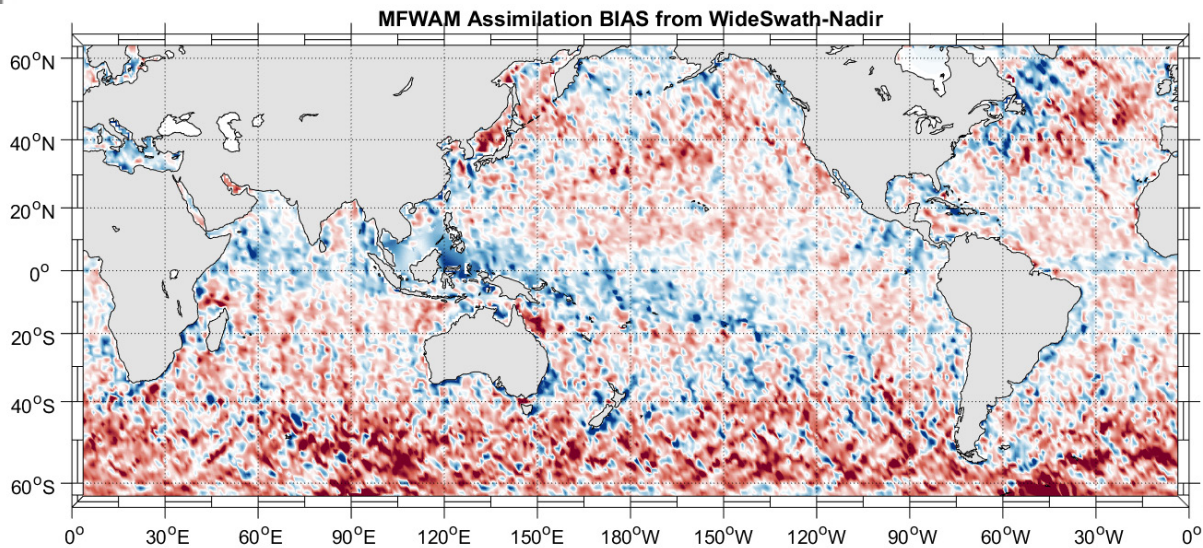 MFWAM Assimilation BIAS from WideSwath-Nadir
60°N
40°N
20°N
0°
20°S
40°S
60°S
0° 30°E 60°E 90°E 120°E 150°E 180°W 150°W 120°W 90°W 60°W 30°W 0°